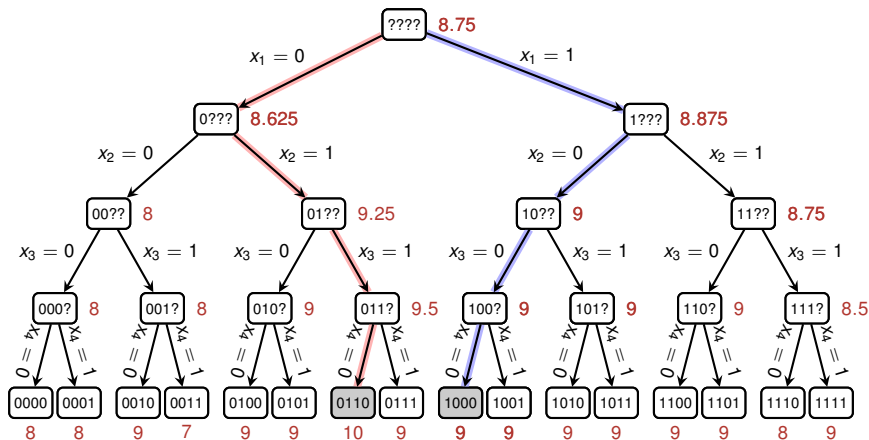 ???? 8.75
x₁ = 0 x₁ = 1
0??? 8.625 1??? 8.875
x₂ = 0 x₂ = 1 x₂ = 0 x₂ = 1
00?? 8 01?? 9.25 10?? 9 11?? 8.75
x₃ = 0 x₃ = 1 x₃ = 0 x₃ = 1 x₃ = 0 x₃ = 1 x₃ = 0 x₃ = 1
000? 8 001? 8 010? 9 011? 9.5 100? 9 101? 9 110? 9 111? 8.5
x₄ = 0 x₄ = 1 x₄ = 0 x₄ = 1 x₄ = 0 x₄ = 1 x₄ = 0 x₄ = 1 x₄ = 0 x₄ = 1 x₄ = 0 x₄ = 1 x₄ = 0 x₄ = 1 x₄ = 0 x₄ = 1
0000 0001 0010 0011 0100 0101 0110 0111 1000 1001 1010 1011 1100 1101 1110 1111
8 8 9 7 9 9 10 9 9 9 9 9 9 9 8 9